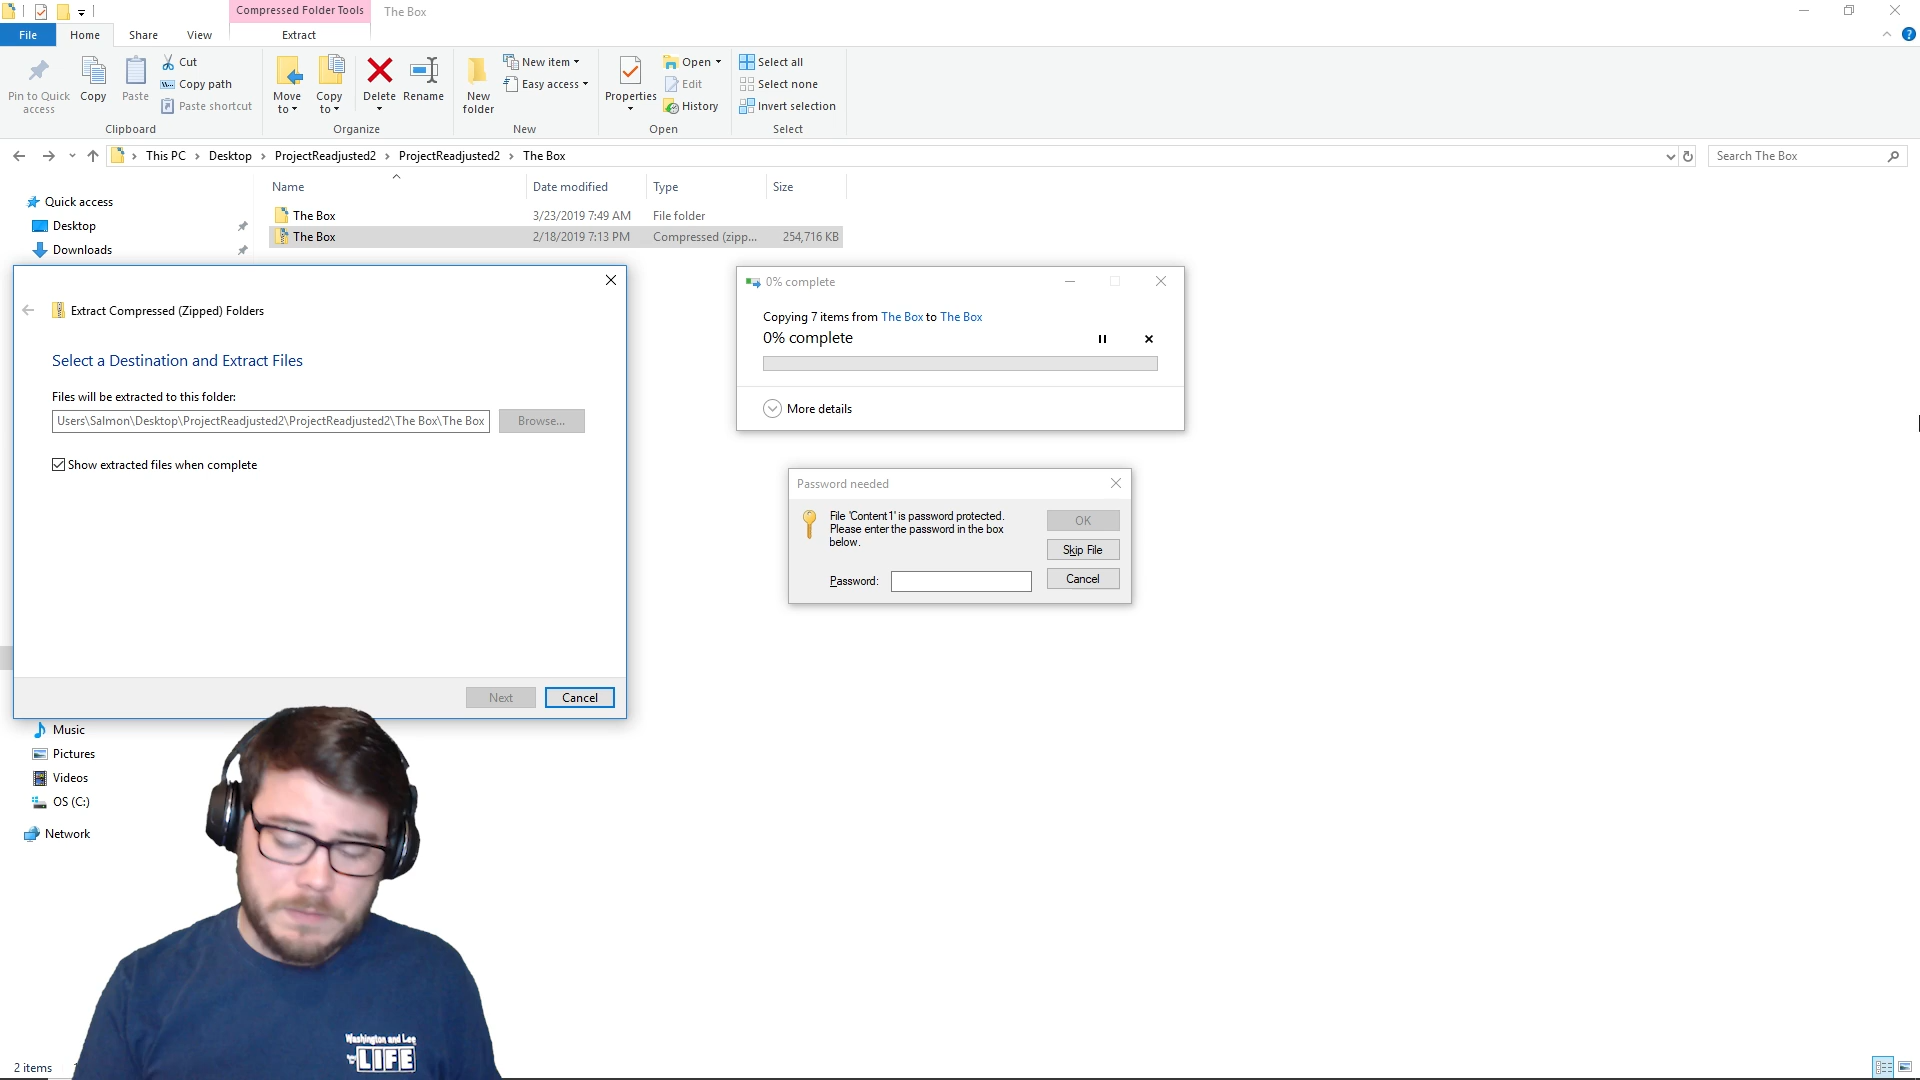 Compressed Folder Tools
The Box
File
Home
Share
View
Extract
Pin to Quick
access
Copy
Paste
Cut
Copy path
Paste shortcut
Clipboard
Move
to
Copy
to
Delete
Rename
Organize
New
folder
New item
Easy access
New
Properties
Open
Edit
History
Open
Select all
Select none
Invert selection
Select
This PC
Desktop
ProjectReadjusted2
ProjectReadjusted2
The Box
Search The Box
Name
Date modified
Type
Size
Quick access
Desktop
Downloads
The Box
3/23/2019 7:49 AM
File folder
The Box
2/18/2019 7:13 PM
Compressed (zipp...
254,716 KB
Extract Compressed (Zipped) Folders
Select a Destination and Extract Files
Files will be extracted to this folder:
Users\Salmon\Desktop\ProjectReadjusted2\ProjectReadjusted2\The Box\The Box
Browse...
Show extracted files when complete
Next
Cancel
0% complete
Copying 7 items from The Box to The Box
0% complete
More details
Password needed
File 'Content1' is password protected.
Please enter the password in the box
below.
OK
Skip File
Password:
Cancel
Music
Pictures
Videos
OS (C:)
Network
Washington and Lee
LIFE
2 items